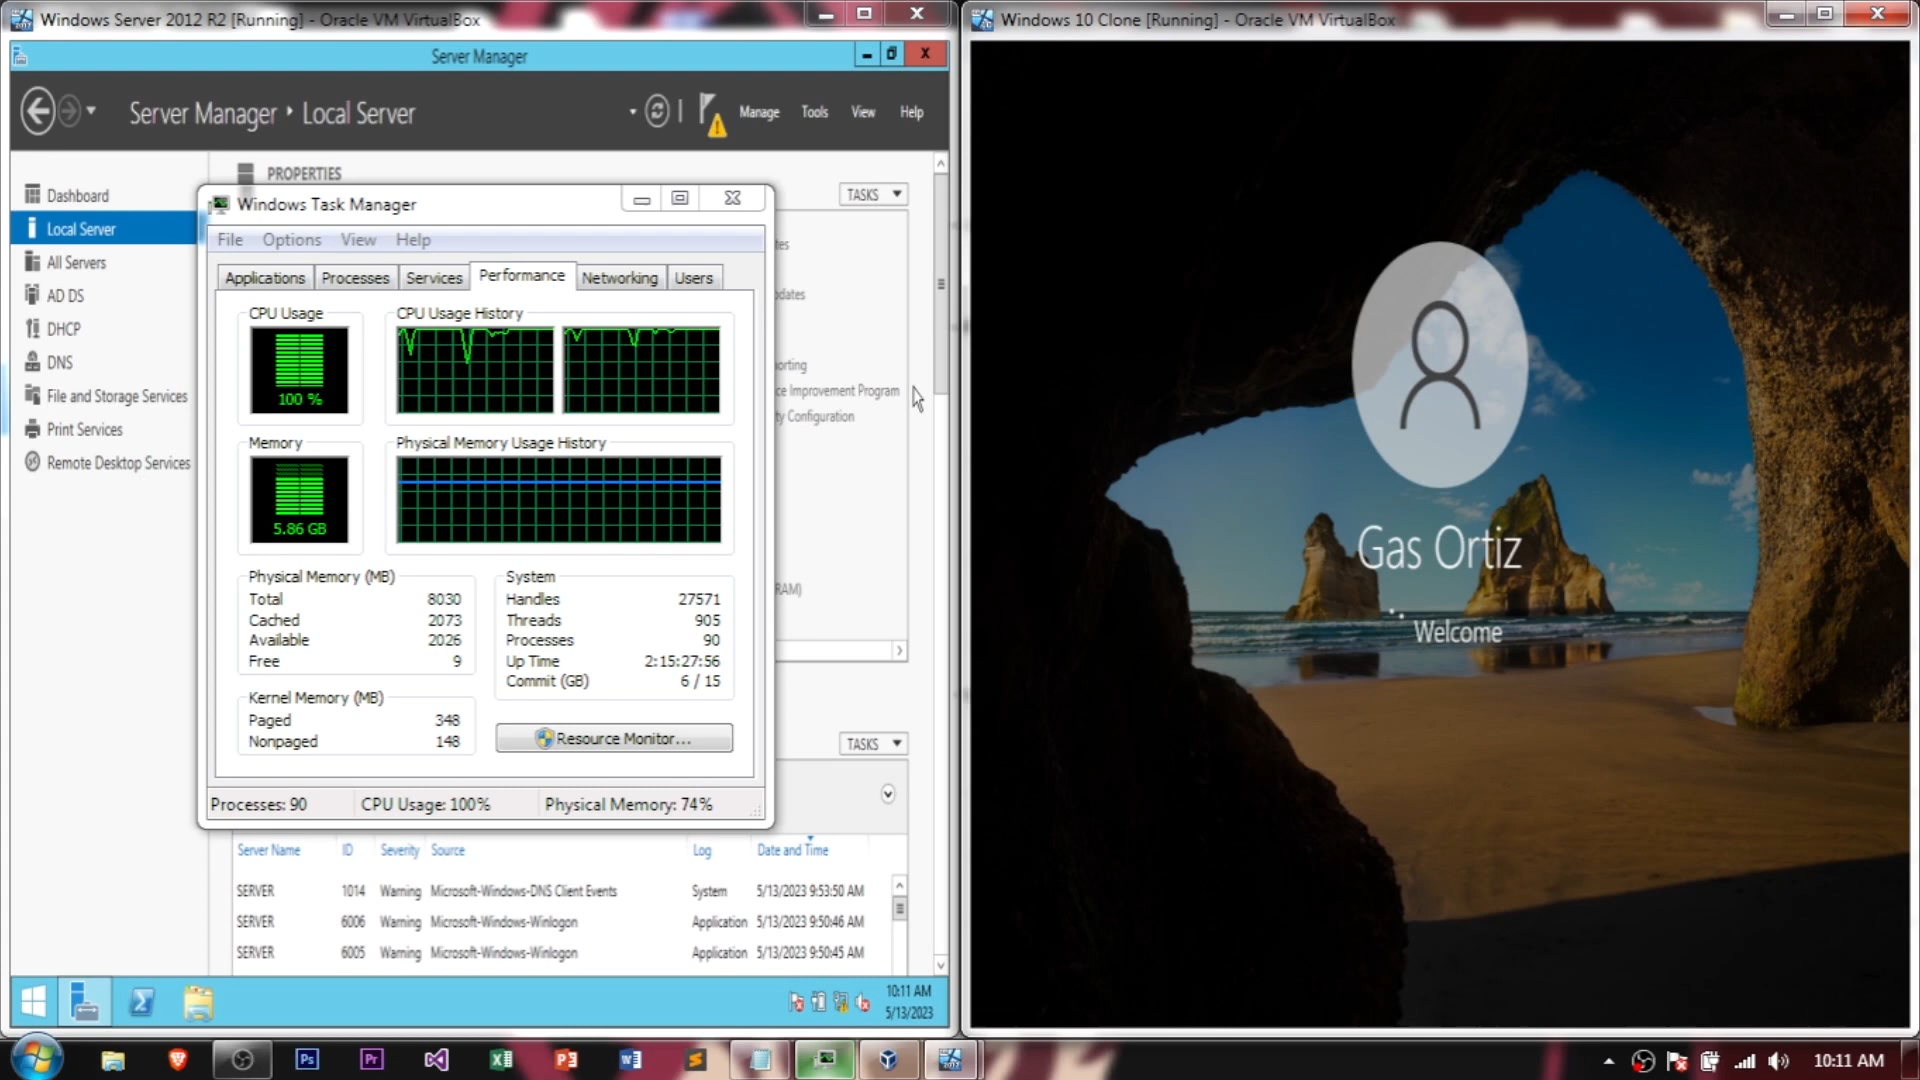 Windows Server 2012 R2 [Running] - Oracle VM VirtualBox
Server Manager
Server Manager
Local Server
Manage
Tools
View
Help
Dashboard
Local Server
All Servers
AD DS
DHCP
DNS
File and Storage Services
Print Services
Remote Desktop Services
PROPERTIES
TASKS
orting
ce Improvement Program
ty Configuration
RAM)
Windows Task Manager
File Options View Help
Applications Processes Services Performance Networking Users
CPU Usage
100 %
CPU Usage History
Memory
5.86 GB
Physical Memory Usage History
Physical Memory (MB)
Total 8030
Cached 2073
Available 2026
Free 9
Kernel Memory (MB)
Paged 348
Nonpaged 148
System
Handles 27571
Threads 905
Processes 90
Up Time 2:15:27:56
Commit (GB) 6 / 15
Resource Monitor...
Processes: 90 CPU Usage: 100% Physical Memory: 74%
TASKS
Server Name ID Severity Source Log Date and Time
SERVER 1014 Warning Microsoft-Windows-DNS Client Events System 5/13/2023 9:53:50 AM
SERVER 6006 Warning Microsoft-Windows-Winlogon Application 5/13/2023 9:50:46 AM
SERVER 6005 Warning Microsoft-Windows-Winlogon Application 5/13/2023 9:50:45 AM
10:11 AM
5/13/2023
Windows 10 Clone [Running] - Oracle VM VirtualBox
Gas Ortiz
Welcome
Ps
Pr
10:11 AM